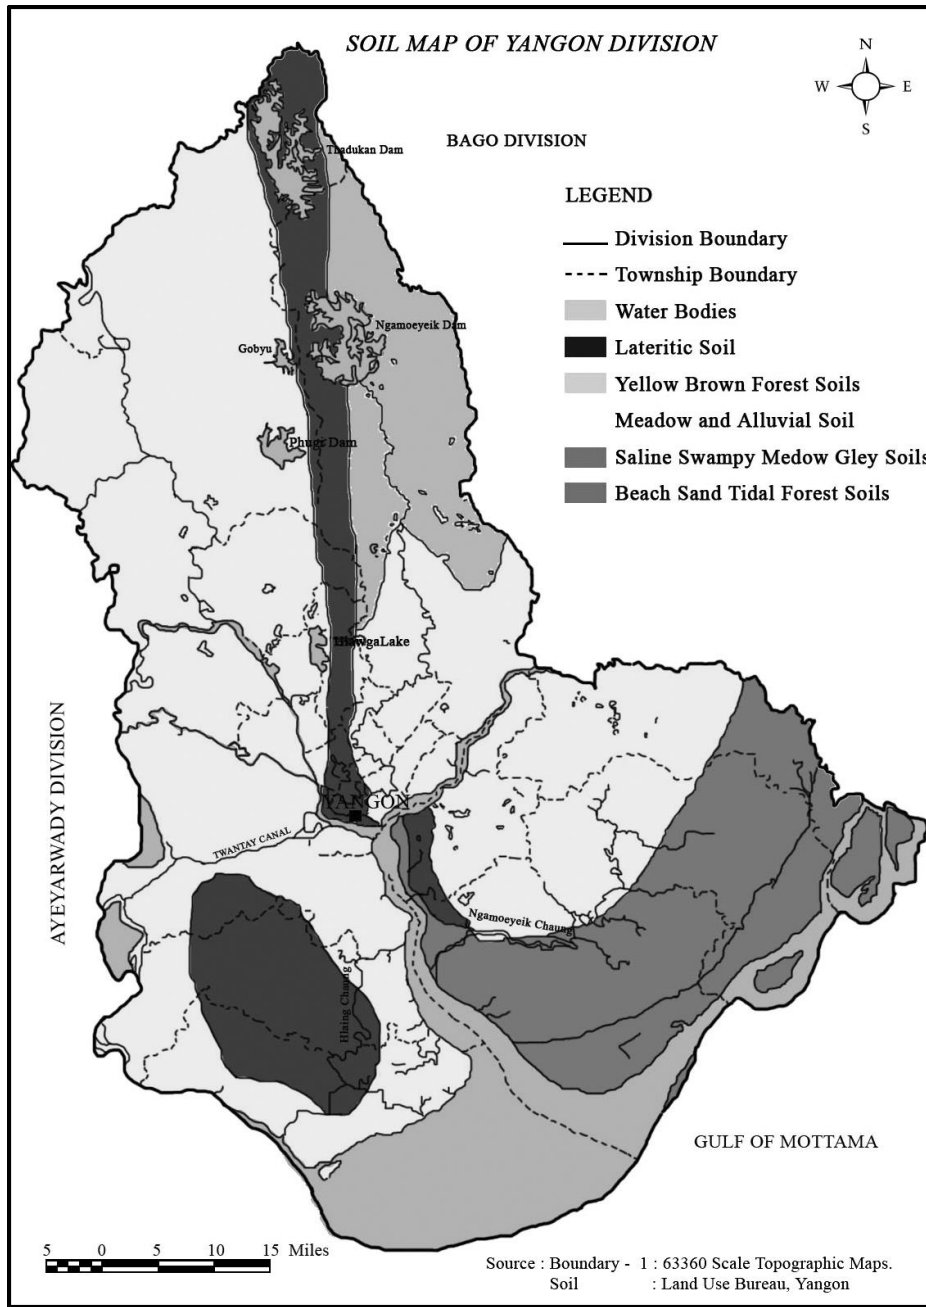 SOIL MAP OF YANGON DIVISION
N
W
E
S
BAGO DIVISION
Thadukan Dam
LEGEND
Division Boundary
Township Boundary
Water Bodies
Lateritic Soil
Yellow Brown Forest Soils
Meadow and Alluvial Soil
Saline Swampy Medow Gley Soils
Beach Sand Tidal Forest Soils
Ngamoeyeik Dam
Gobyu
Phugi Dam
HlawgaLake
AYEYARWADY DIVISION
YANGON
TWANTAY CANAL
Ngamoeyeik Chaung
Hlaing Chaung
GULF OF MOTTAMA
5 0 5 10 15 Miles
Source : Boundary - 1 : 63360 Scale Topographic Maps.
Soil : Land Use Bureau, Yangon